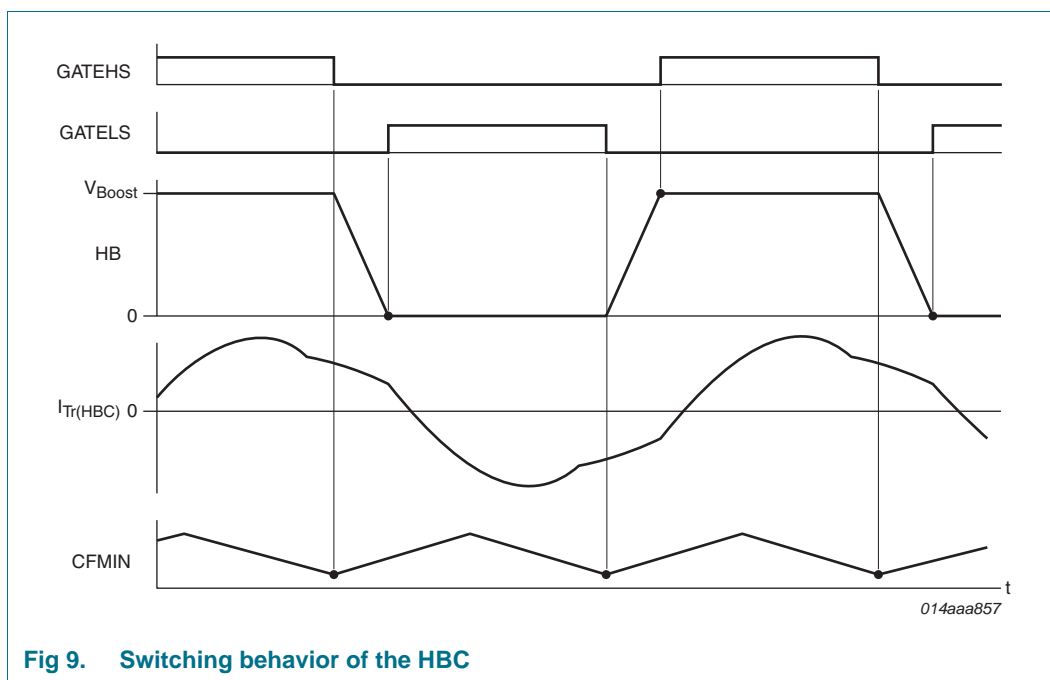 GATEHS
GATELS
VBoost
HB
0
ITr(HBC) 0
CFMIN
t
014aaa857
Fig 9. Switching behavior of the HBC